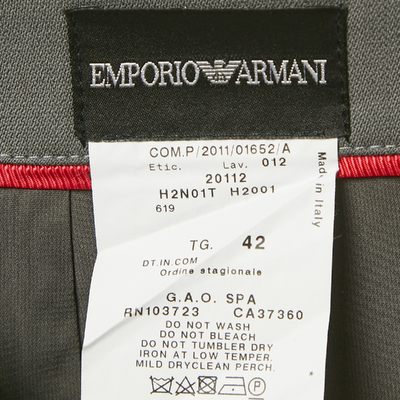 EMPORIO ARMANI
COM.P/2011/01652/A
Etic. Lav. 012
20112
H2N01T H2001
619
Made in Italy
TG. 42
DT.IN.COM
Ordine stagionale
G.A.O. SPA
RN103723 CA37360
DO NOT WASH
DO NOT BLEACH
DO NOT TUMBLER DRY
IRON AT LOW TEMPER.
MILD DRYCLEAN PERCH.
P